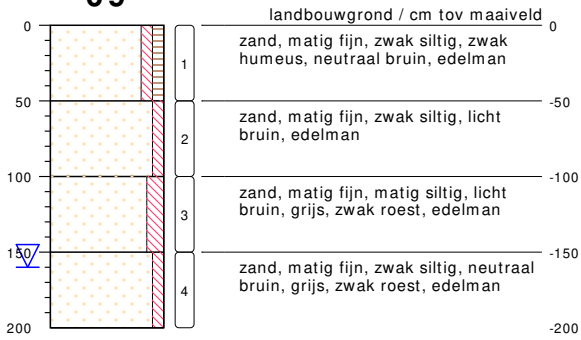 landbouwgrond / cm tov maaiveld
0
0
zand, matig fijn, zwak siltig, zwak
humeus, neutraal bruin, edelman
1
50
-50
zand, matig fijn, zwak siltig, licht
bruin, edelman
2
100
-100
zand, matig fijn, matig siltig, licht
bruin, grijs, zwak roest, edelman
3
150
-150
zand, matig fijn, zwak siltig, neutraal
bruin, grijs, zwak roest, edelman
4
200
-200